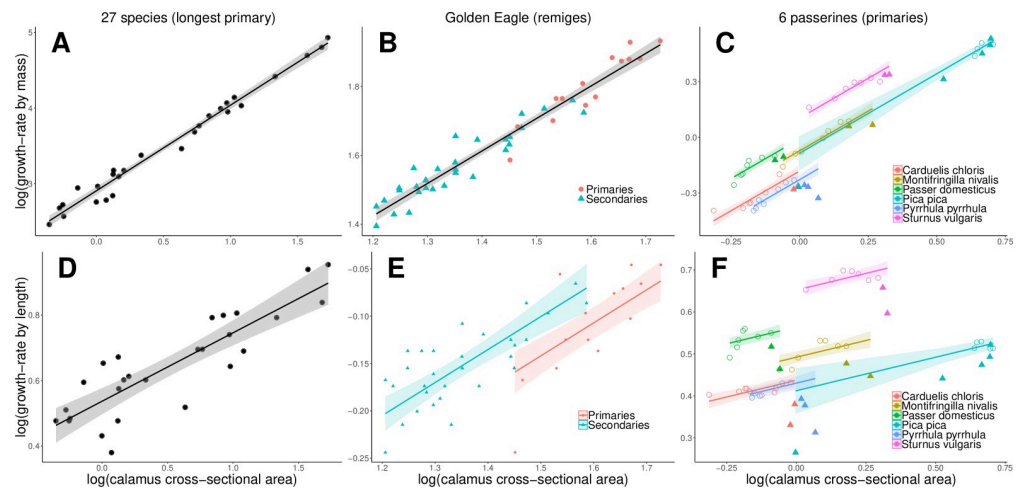 27 species (longest primary)
Golden Eagle (remiges)
6 passerines (primaries)
A
B
C
log(growth-rate by mass)
5
4
3
0.0
0.5
1.0
1.5
1.8
1.6
1.4
1.2
1.3
1.4
1.5
1.6
1.7
Primaries
Secondaries
0.3
0.0
−0.3
−0.25
0.00
0.25
0.50
0.75
Carduelis chloris
Montifringilla nivalis
Passer domesticus
Pica pica
Pyrrhula pyrrhula
Sturnus vulgaris
D
E
F
log(growth-rate by length)
0.8
0.6
0.4
0.0
0.5
1.0
1.5
log(calamus cross-sectional area)
−0.05
−0.10
−0.15
−0.20
−0.25
1.2
1.3
1.4
1.5
1.6
1.7
Primaries
Secondaries
log(calamus cross-sectional area)
0.7
0.6
0.5
0.4
0.3
−0.25
0.00
0.25
0.50
0.75
Carduelis chloris
Montifringilla nivalis
Passer domesticus
Pica pica
Pyrrhula pyrrhula
Sturnus vulgaris
log(calamus cross-sectional area)